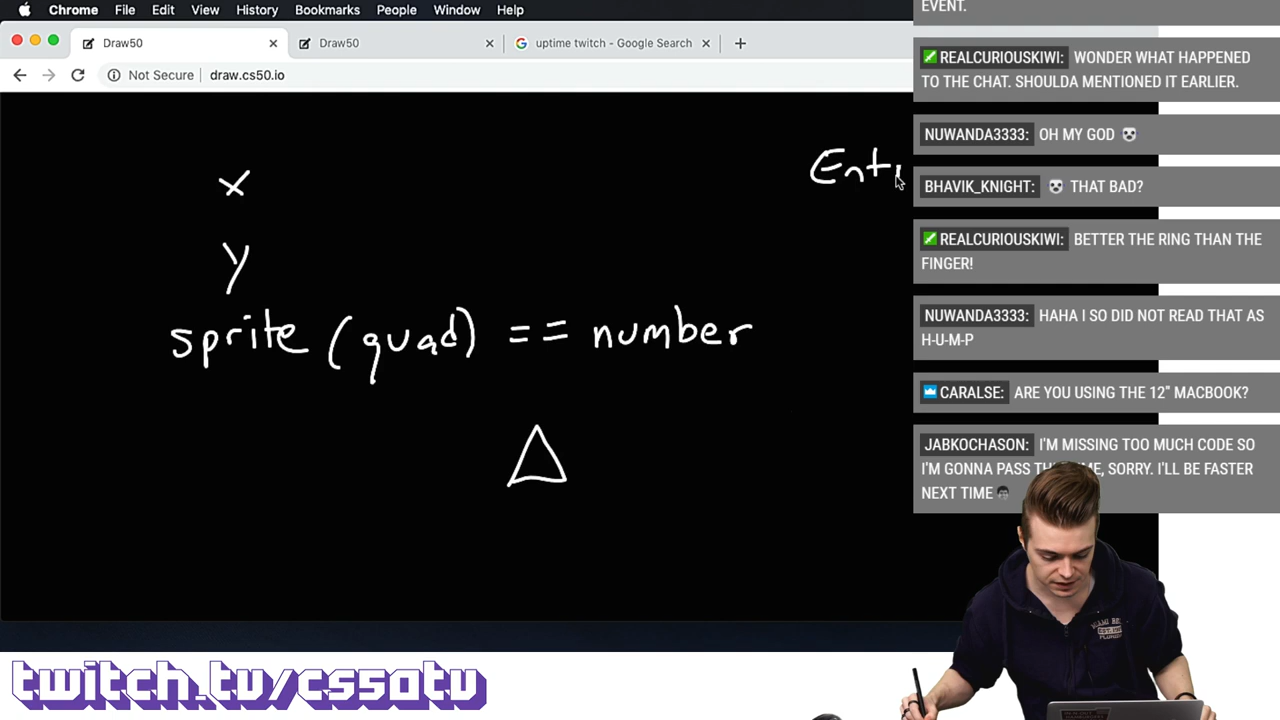 Chrome File Edit View History Bookmarks People Window Help
Draw50
Draw50
uptime twitch - Google Search
Not Secure draw.cs50.io
x
y
sprite (quad) == number
Ent
EVENT.
REALCURIOUSKIWI: WONDER WHAT HAPPENED
TO THE CHAT. SHOULDA MENTIONED IT EARLIER.
NUWANDA3333: OH MY GOD
BHAVIK_KNIGHT: THAT BAD?
REALCURIOUSKIWI: BETTER THE RING THAN THE
FINGER!
NUWANDA3333: HAHA I SO DID NOT READ THAT AS
H-U-M-P
CARALSE: ARE YOU USING THE 12" MACBOOK?
JABKOCHASON: I'M MISSING TOO MUCH CODE SO
I'M GONNA PASS SORRY. I'LL BE FASTER
NEXT TIME
twitch.tv/cs50tv